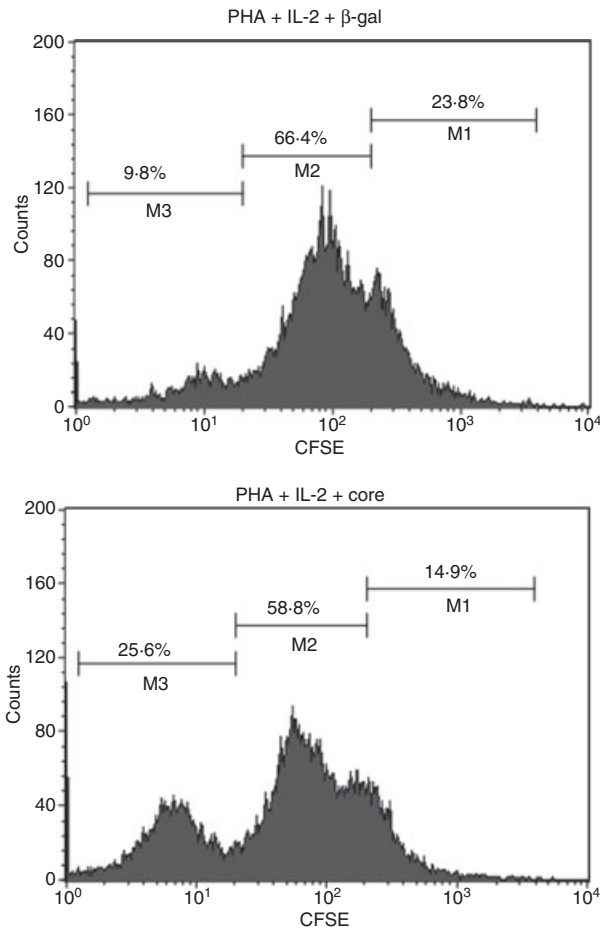 PHA + IL-2 + β-gal
200
160
120
80
40
0
Counts
9·8%
M3
66·4%
M2
23·8%
M1
10⁰ 10¹ 10² 10³ 10⁴
CFSE
PHA + IL-2 + core
200
160
120
80
40
0
Counts
25·6%
M3
58·8%
M2
14·9%
M1
10⁰ 10¹ 10² 10³ 10⁴
CFSE